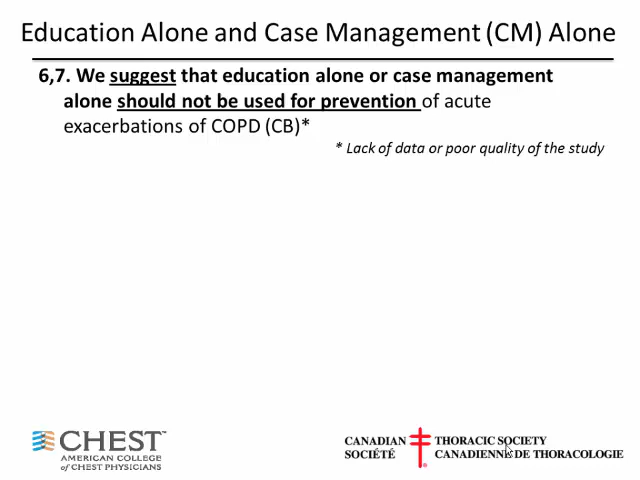 Education Alone and Case Management (CM) Alone
6,7. We suggest that education alone or case management
alone should not be used for prevention of acute
exacerbations of COPD (CB)*
* Lack of data or poor quality of the study
CHEST™
AMERICAN COLLEGE
of CHEST PHYSICIANS
CANADIAN THORACIC SOCIETY
SOCIÉTÉ CANADIENNE DE THORACOLOGIE